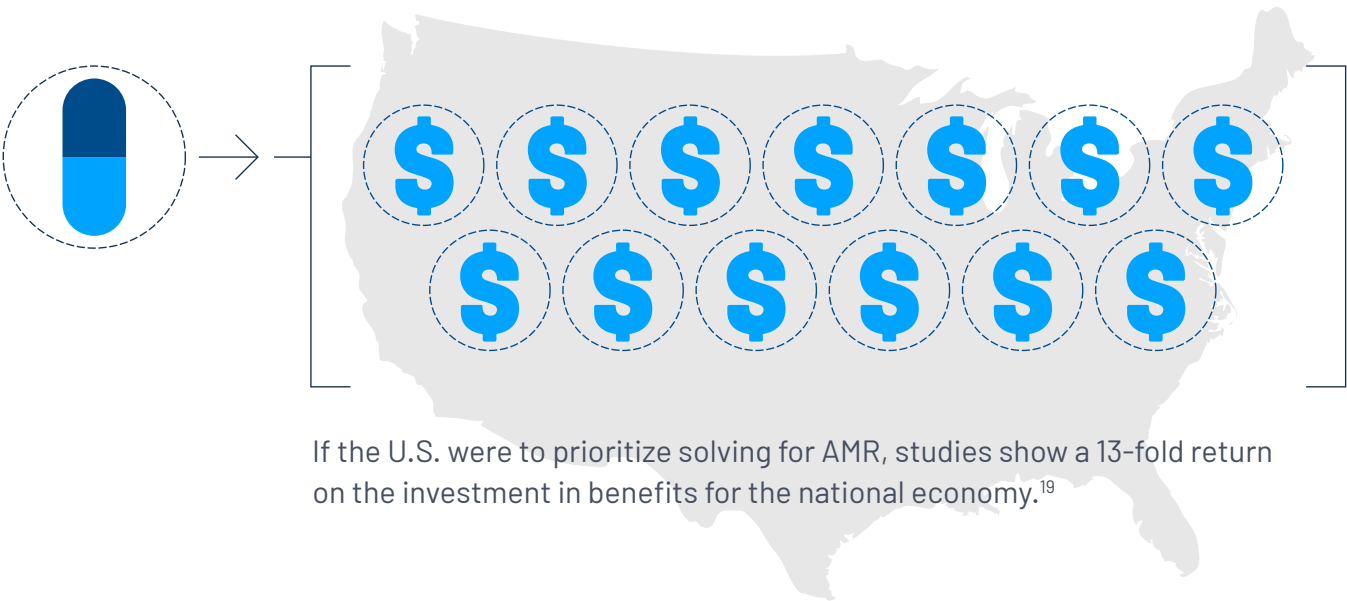 $ $ $ $ $ $ $
$ $ $ $ $ $
If the U.S. were to prioritize solving for AMR, studies show a 13-fold return
on the investment in benefits for the national economy.¹⁹